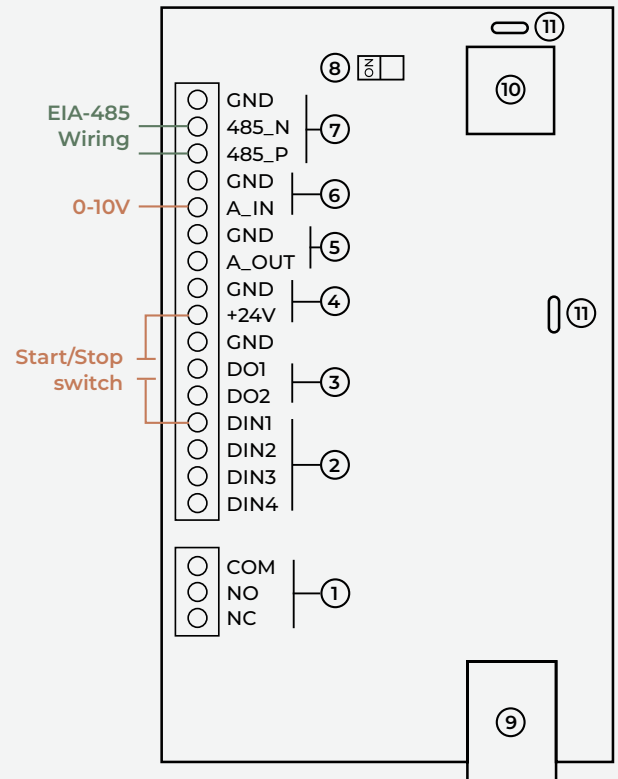 11
10
8
ON
GND
485_N
485_P
7
EIA-485
Wiring
GND
A_IN
6
0-10V
GND
A_OUT
5
GND
+24V
4
11
GND
DO1
DO2
3
Start/Stop
switch
DIN1
DIN2
DIN3
DIN4
2
COM
NO
NC
1
9